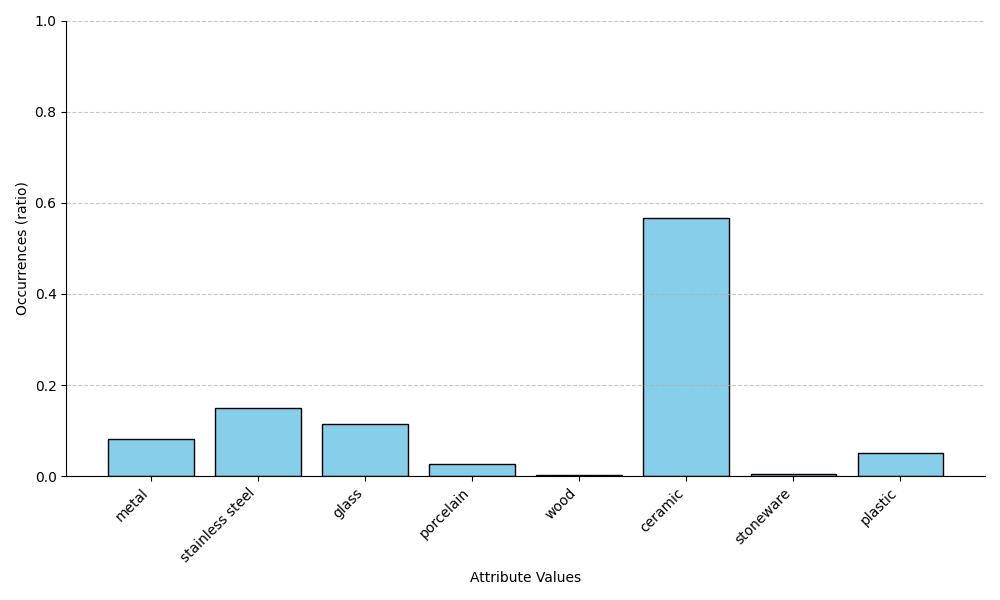 1.0
0.8
0.6
0.4
0.2
0.0
Occurrences (ratio)
metal
stainless steel
glass
porcelain
wood
ceramic
stoneware
plastic
Attribute Values